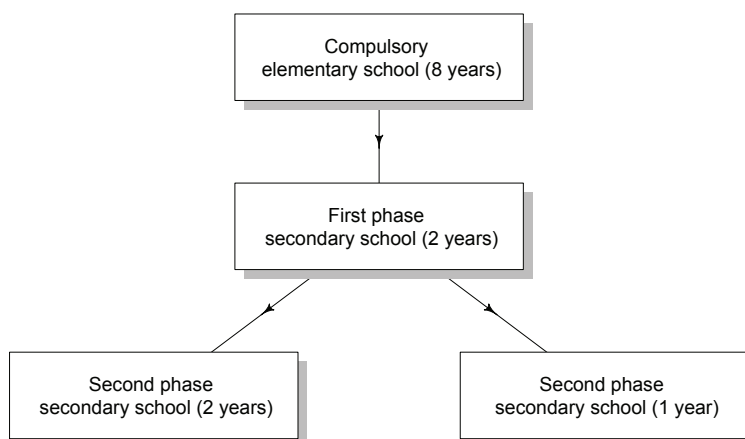 Compulsory
elementary school (8 years)
First phase
secondary school (2 years)
Second phase
secondary school (2 years)
Second phase
secondary school (1 year)